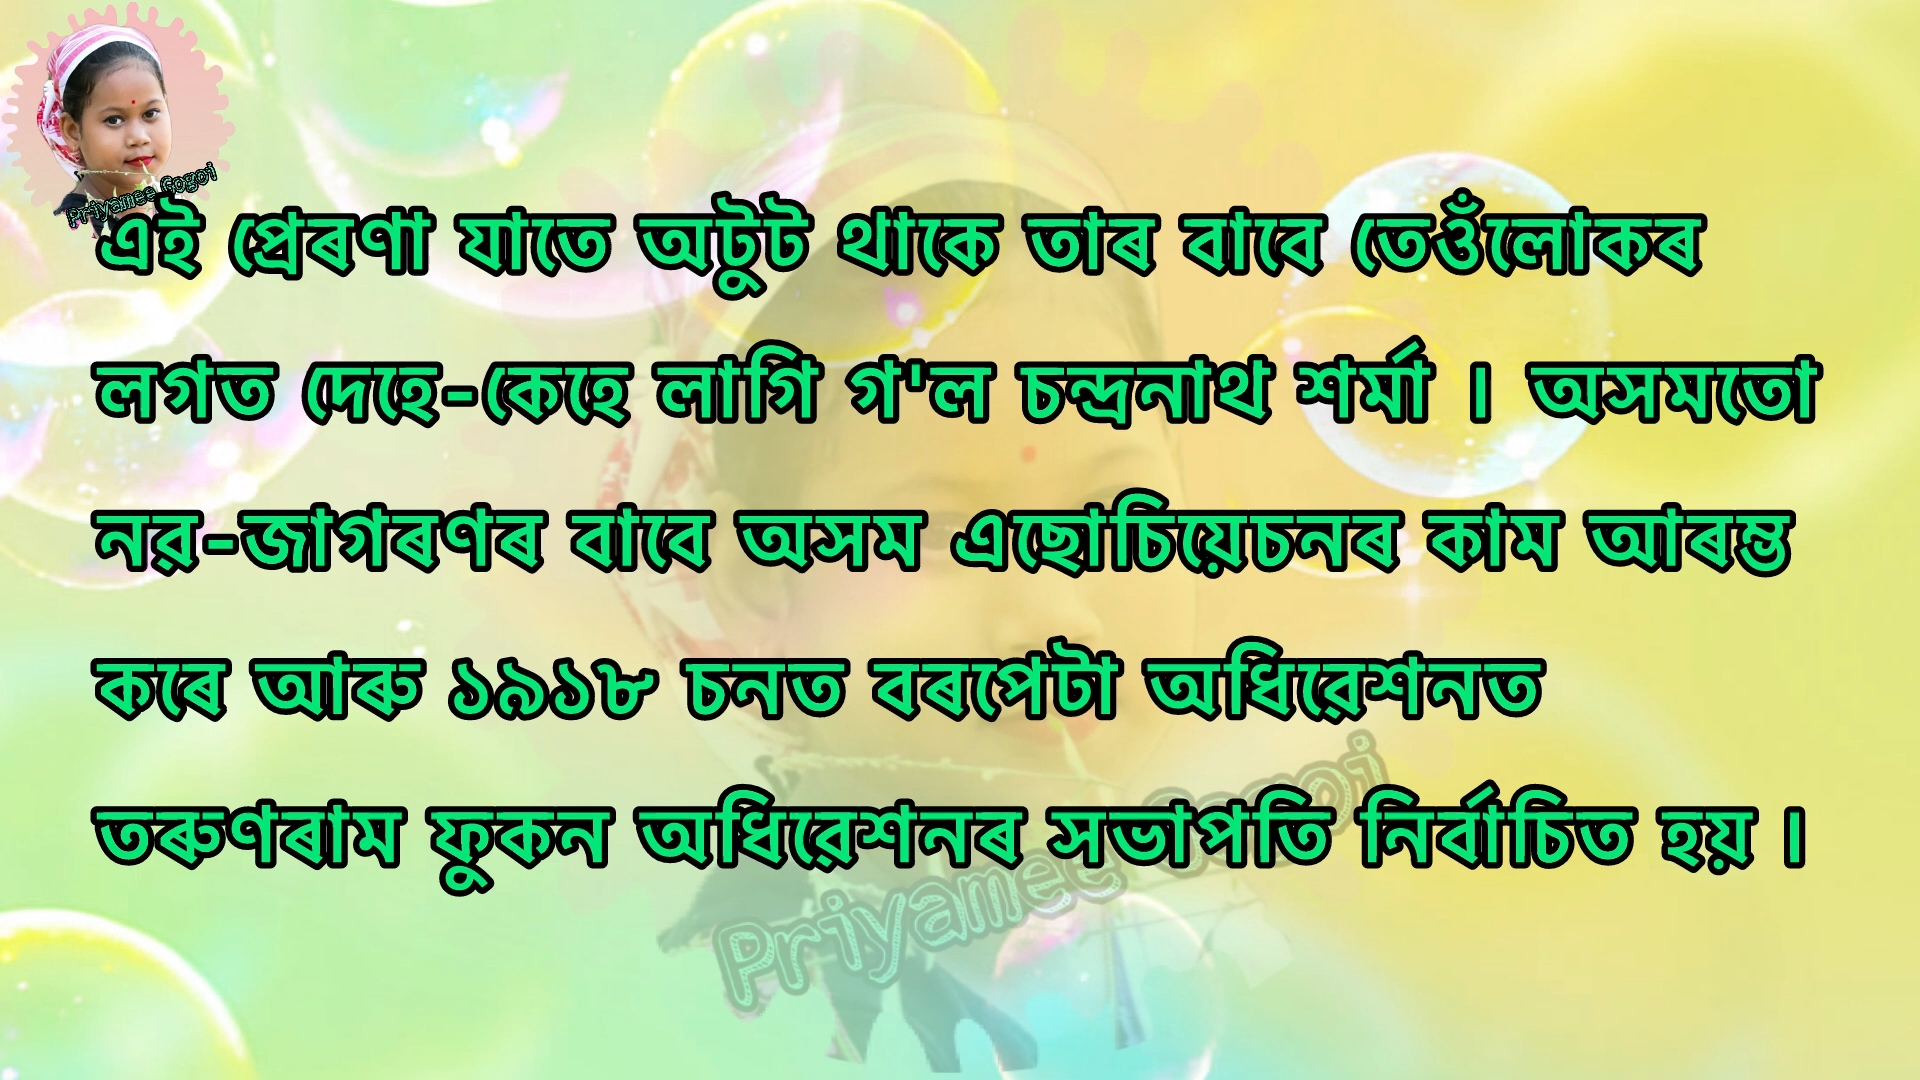 Priyamee Gogoi
এই প্ৰেৰণা যাতে অটুট থাকে তাৰ বাবে তেওঁলোকৰ
লগত দেহে-কেহে লাগি গ'ল চন্দ্ৰনাথ শৰ্মা । অসমতো
নৱ-জাগৰণৰ বাবে অসম এছোচিয়েচনৰ কাম আৰম্ভ
কৰে আৰু ১৯১৮ চনত বৰপেটা অধিৱেশনত
তৰুণৰাম ফুকন অধিৱেশনৰ সভাপতি নিৰ্বাচিত হয় ।
Priyamee Gogoi